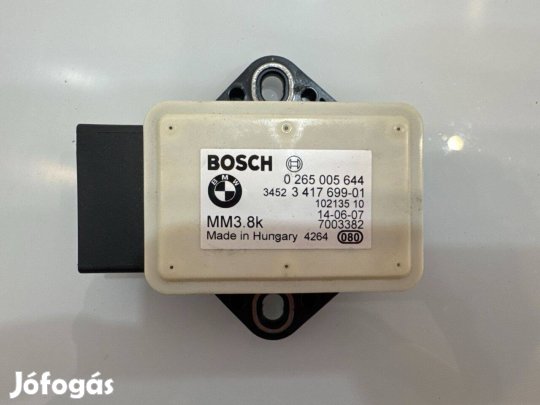 BOSCH
0 265 005 644
BMW
3452 3 417 699-01
102135 10
14-06-07
MM3.8k 7003382
Made in Hungary 4264 080
Jófogás